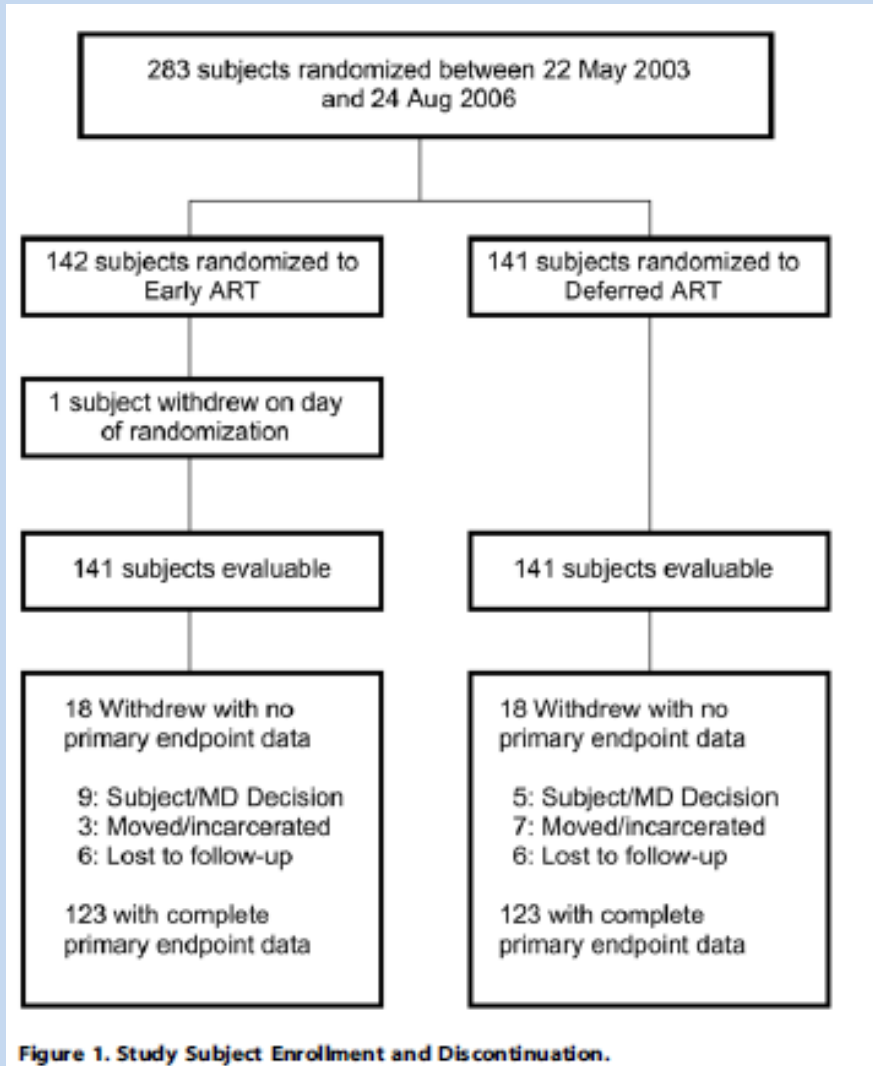 283 subjects randomized between 22 May 2003
and 24 Aug 2006
142 subjects randomized to
Early ART
141 subjects randomized to
Deferred ART
1 subject withdrew on day
of randomization
141 subjects evaluable
141 subjects evaluable
18 Withdrew with no
primary endpoint data
9: Subject/MD Decision
3: Moved/incarcerated
6: Lost to follow-up
123 with complete
primary endpoint data
18 Withdrew with no
primary endpoint data
5: Subject/MD Decision
7: Moved/incarcerated
6: Lost to follow-up
123 with complete
primary endpoint data
Figure 1. Study Subject Enrollment and Discontinuation.